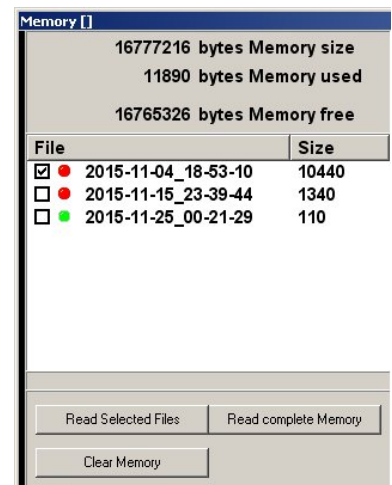 Memory []
16777216 bytes Memory size
11890 bytes Memory used
16765326 bytes Memory free
File Size
2015-11-04_18-53-10 10440
2015-11-15_23-39-44 1340
2015-11-25_00-21-29 110
Read Selected Files Read complete Memory
Clear Memory